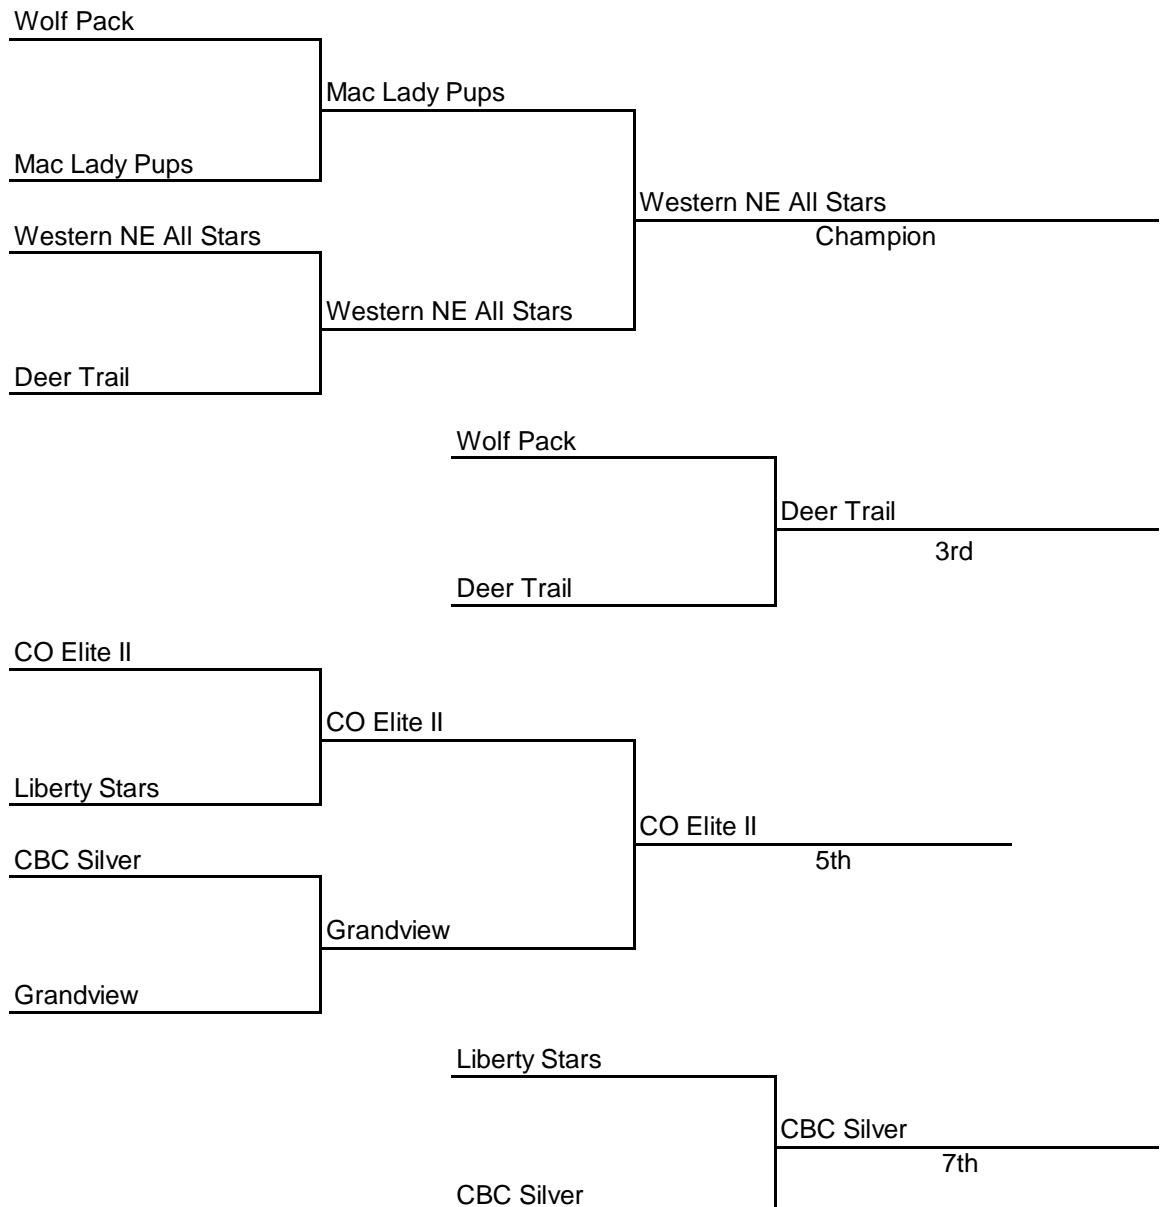 Wolf Pack
Mac Lady Pups
Mac Lady Pups
Western NE All Stars
Western NE All Stars
Champion
Western NE All Stars
Deer Trail
Wolf Pack
Deer Trail
3rd
Deer Trail
CO Elite II
CO Elite II
Liberty Stars
CO Elite II
5th
CBC Silver
Grandview
Grandview
Liberty Stars
CBC Silver
7th
CBC Silver